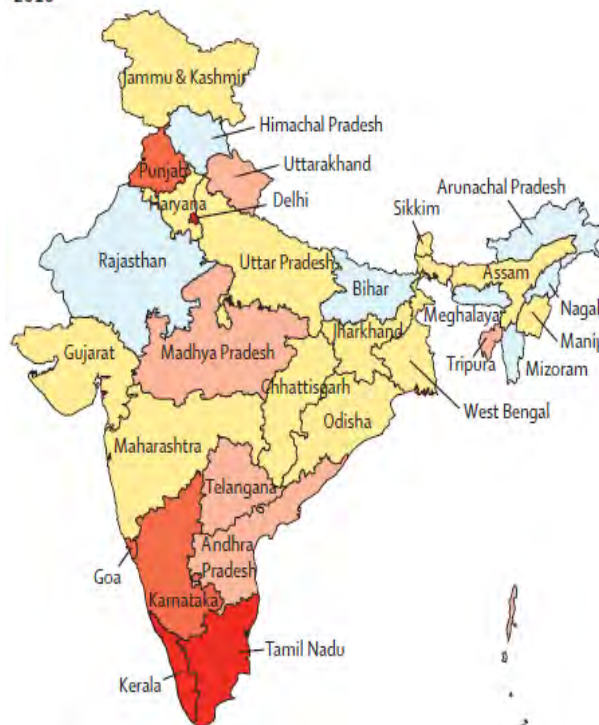 2016
Jammu & Kashmir
Himachal Pradesh
Punjab
Uttarakhand
Haryana
Delhi
Arunachal Pradesh
Sikkim
Rajasthan
Uttar Pradesh
Assam
Bihar
Meghalaya
Nagal
Jharkhand
Manip
Gujarat
Madhya Pradesh
Tripura
Mizoram
Chhattisgarh
West Bengal
Odisha
Maharashtra
Telangana
Andhra
Pradesh
Goa
Karnataka
Tamil Nadu
Kerala